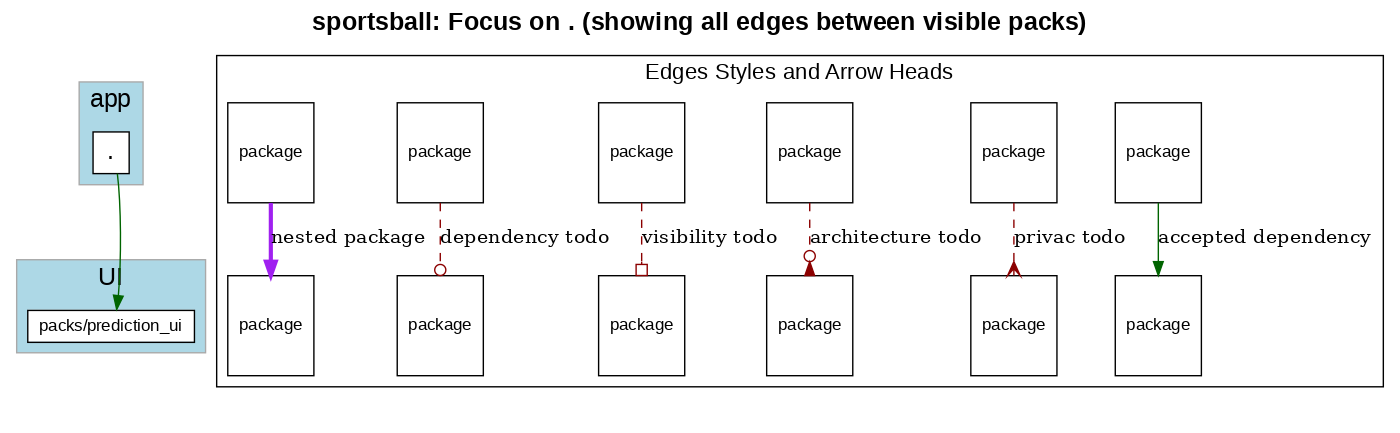 sportsball: Focus on . (showing all edges between visible packs)
app
.
UI
packs/prediction_ui
Edges Styles and Arrow Heads
package package package package package package
nested package dependency todo visibility todo architecture todo privac todo accepted dependency
package package package package package package